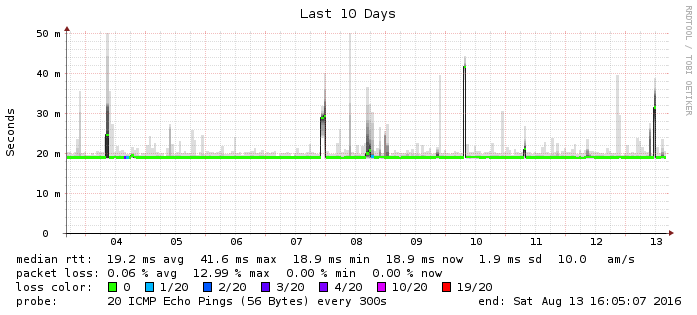 Last 10 Days
RRDTOOL / TOBI OETIKER
Seconds
50 m
40 m
30 m
20 m
10 m
0
04 05 06 07 08 09 10 11 12 13
median rtt: 19.2 ms avg 41.6 ms max 18.9 ms min 18.9 ms now 1.9 ms sd 10.0 am/s
packet loss: 0.06 % avg 12.99 % max 0.00 % min 0.00 % now
loss color: 0 1/20 2/20 3/20 4/20 10/20 19/20
probe: 20 ICMP Echo Pings (56 Bytes) every 300s end: Sat Aug 13 16:05:07 2016